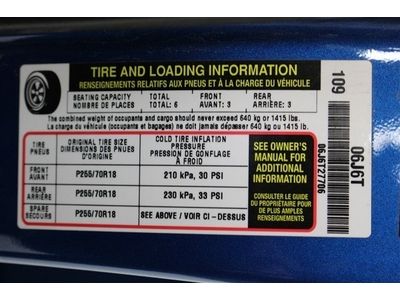 TIRE AND LOADING INFORMATION
RENSEIGNEMENTS RELATIFS AUX PNEUS ET À LA CHARGE DU VÉHICULE
SEATING CAPACITY TOTAL FRONT REAR
NOMBRE DE PLACES TOTAL: 6 AVANT: 3 ARRIÈRE: 3
The combined weight of occupants and cargo should never exceed 640 kg or 1415 lbs.
La charge du véhicule (occupants et bagages) ne doit jamais dépasser 640 kg ou 1415 lb.
TIRE
PNEUS
ORIGINAL TIRE SIZE
DIMENSIONS DES PNUES
D'ORIGINE
COLD TIRE INFLATION
PRESSURE
PRESSION DE GONFLAGE
À FROID
FRONT
AVANT
P255/70R18
210 kPa, 30 PSI
REAR
ARRIÈRE
P255/70R18
230 kPa, 33 PSI
SPARE
SECOURS
P255/70R18
SEE ABOVE / VOIR CI - DESSUS
SEE OWNER'S
MANUAL FOR
ADDITIONAL
INFORMATION
CONSULTER LE GUIDE
DU PROPRIÉTAIRE POUR
DE PLUS AMPLES
RENSEIGNEMENTS
109
06J6T
06J6T27706